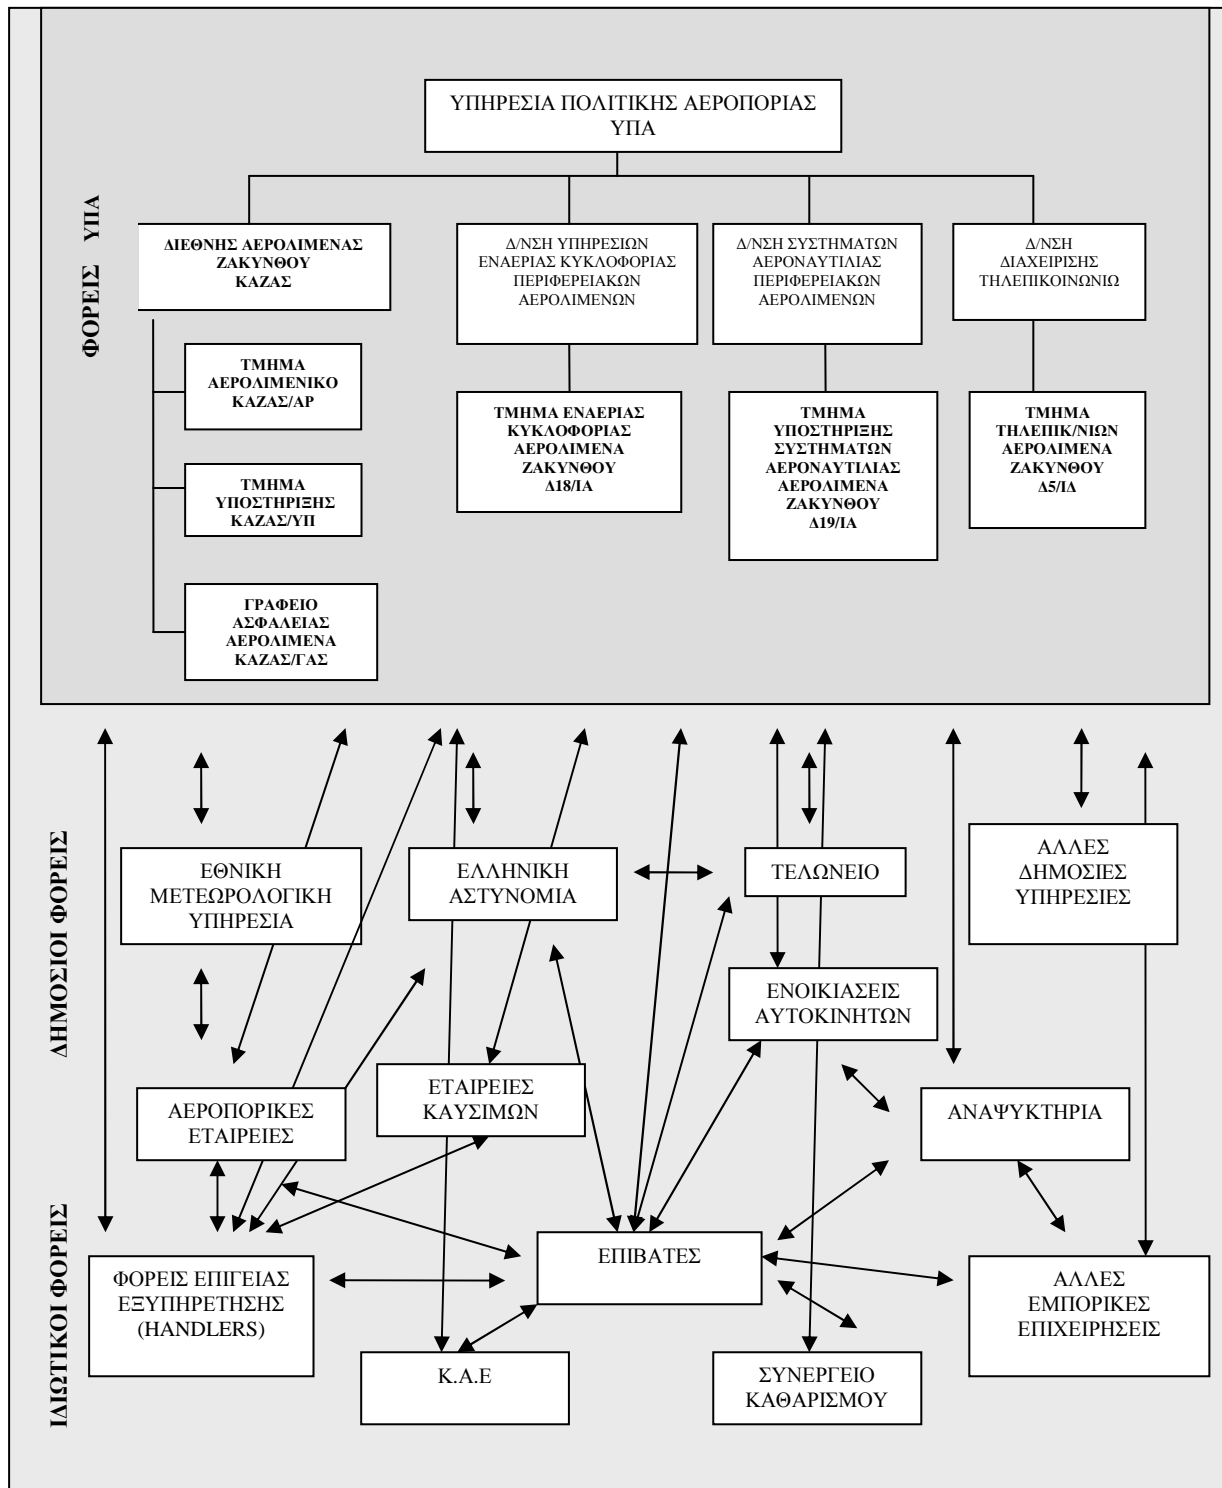 ΥΠΗΡΕΣΙΑ ΠΟΛΙΤΙΚΗΣ ΑΕΡΟΠΟΡΙΑΣ
ΥΠΑ
ΦΟΡΕΙΣ ΥΠΑ
ΔΙΕΘΝΗΣ ΑΕΡΟΛΙΜΕΝΑΣ
ΖΑΚΥΝΘΟΥ
ΚΑΖΑΣ
Δ/ΝΣΗ ΥΠΗΡΕΣΙΩΝ
ΕΝΑΕΡΙΑΣ ΚΥΚΛΟΦΟΡΙΑΣ
ΠΕΡΙΦΕΡΕΙΑΚΩΝ
ΑΕΡΟΛΙΜΕΝΩΝ
Δ/ΝΣΗ ΣΥΣΤΗΜΑΤΩΝ
ΑΕΡΟΝΑΥΤΙΛΙΑΣ
ΠΕΡΙΦΕΡΕΙΑΚΩΝ
ΑΕΡΟΛΙΜΕΝΩΝ
Δ/ΝΣΗ
ΔΙΑΧΕΙΡΙΣΗΣ
ΤΗΛΕΠΙΚΟΙΝΩΝΙΩ
ΤΜΗΜΑ
ΑΕΡΟΛΙΜΕΝΙΚΟ
ΚΑΖΑΣ/ΑΡ
ΤΜΗΜΑ
ΥΠΟΣΤΗΡΙΞΗΣ
ΚΑΖΑΣ/ΥΠ
ΓΡΑΦΕΙΟ
ΑΣΦΑΛΕΙΑΣ
ΑΕΡΟΛΙΜΕΝΑ
ΚΑΖΑΣ/ΓΑΣ
ΤΜΗΜΑ ΕΝΑΕΡΙΑΣ
ΚΥΚΛΟΦΟΡΙΑΣ
ΑΕΡΟΛΙΜΕΝΑ
ΖΑΚΥΝΘΟΥ
Δ18/ΙΑ
ΤΜΗΜΑ
ΥΠΟΣΤΗΡΙΞΗΣ
ΣΥΣΤΗΜΑΤΩΝ
ΑΕΡΟΝΑΥΤΙΛΙΑΣ
ΑΕΡΟΛΙΜΕΝΑ
ΖΑΚΥΝΘΟΥ
Δ19/ΙΑ
ΤΜΗΜΑ
ΤΗΛΕΠΙΚ/ΝΙΩΝ
ΑΕΡΟΛΙΜΕΝΑ
ΖΑΚΥΝΘΟΥ
Δ5/ΙΔ
ΔΗΜΟΣΙΟΙ ΦΟΡΕΙΣ
ΕΘΝΙΚΗ
ΜΕΤΕΩΡΟΛΟΓΙΚΗ
ΥΠΗΡΕΣΙΑ
ΕΛΛΗΝΙΚΗ
ΑΣΤΥΝΟΜΙΑ
ΤΕΛΩΝΕΙΟ
ΑΛΛΕΣ
ΔΗΜΟΣΙΕΣ
ΥΠΗΡΕΣΙΕΣ
ΕΝΟΙΚΙΑΣΕΙΣ
ΑΥΤΟΚΙΝΗΤΩΝ
ΑΕΡΟΠΟΡΙΚΕΣ
ΕΤΑΙΡΕΙΕΣ
ΕΤΑΙΡΕΙΕΣ
ΚΑΥΣΙΜΩΝ
ΑΝΑΨΥΚΤΗΡΙΑ
ΙΔΙΩΤΙΚΟΙ ΦΟΡΕΙΣ
ΦΟΡΕΙΣ ΕΠΙΓΕΙΑΣ
ΕΞΥΠΗΡΕΤΗΣΗΣ
(HANDLERS)
ΕΠΙΒΑΤΕΣ
ΑΛΛΕΣ
ΕΜΠΟΡΙΚΕΣ
ΕΠΙΧΕΙΡΗΣΕΙΣ
Κ.Α.Ε
ΣΥΝΕΡΓΕΙΟ
ΚΑΘΑΡΙΣΜΟΥ